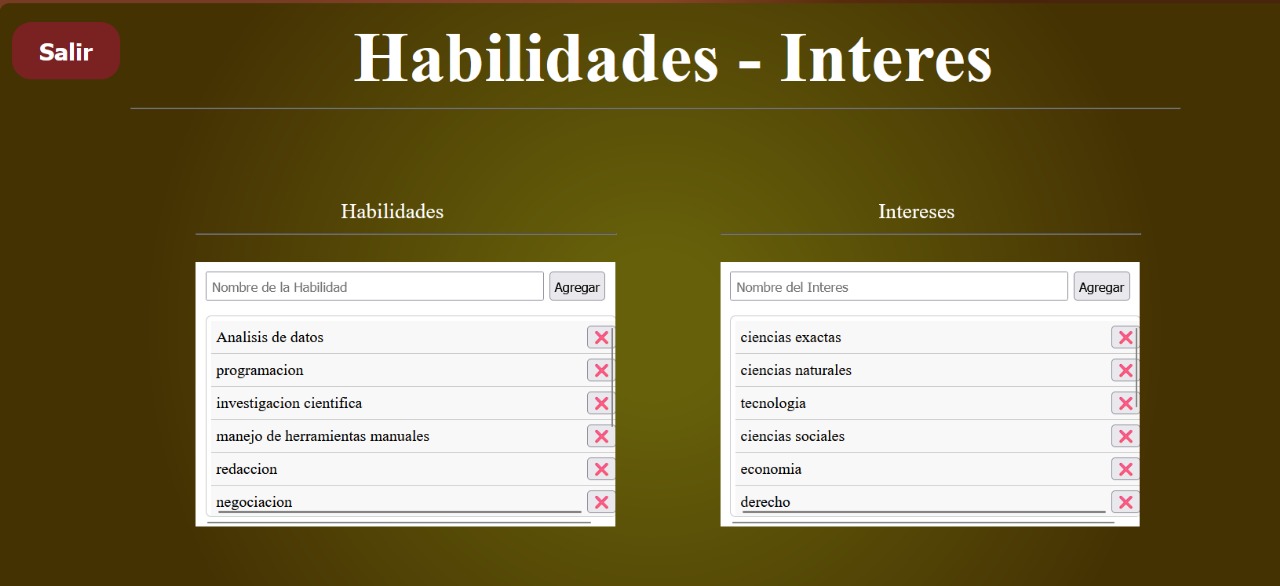 Salir
Habilidades - Interes
Habilidades
Nombre de la Habilidad
Agregar
Analisis de datos
programacion
investigacion cientifica
manejo de herramientas manuales
redaccion
negociacion
Intereses
Nombre del Interes
Agregar
ciencias exactas
ciencias naturales
tecnologia
ciencias sociales
economia
derecho